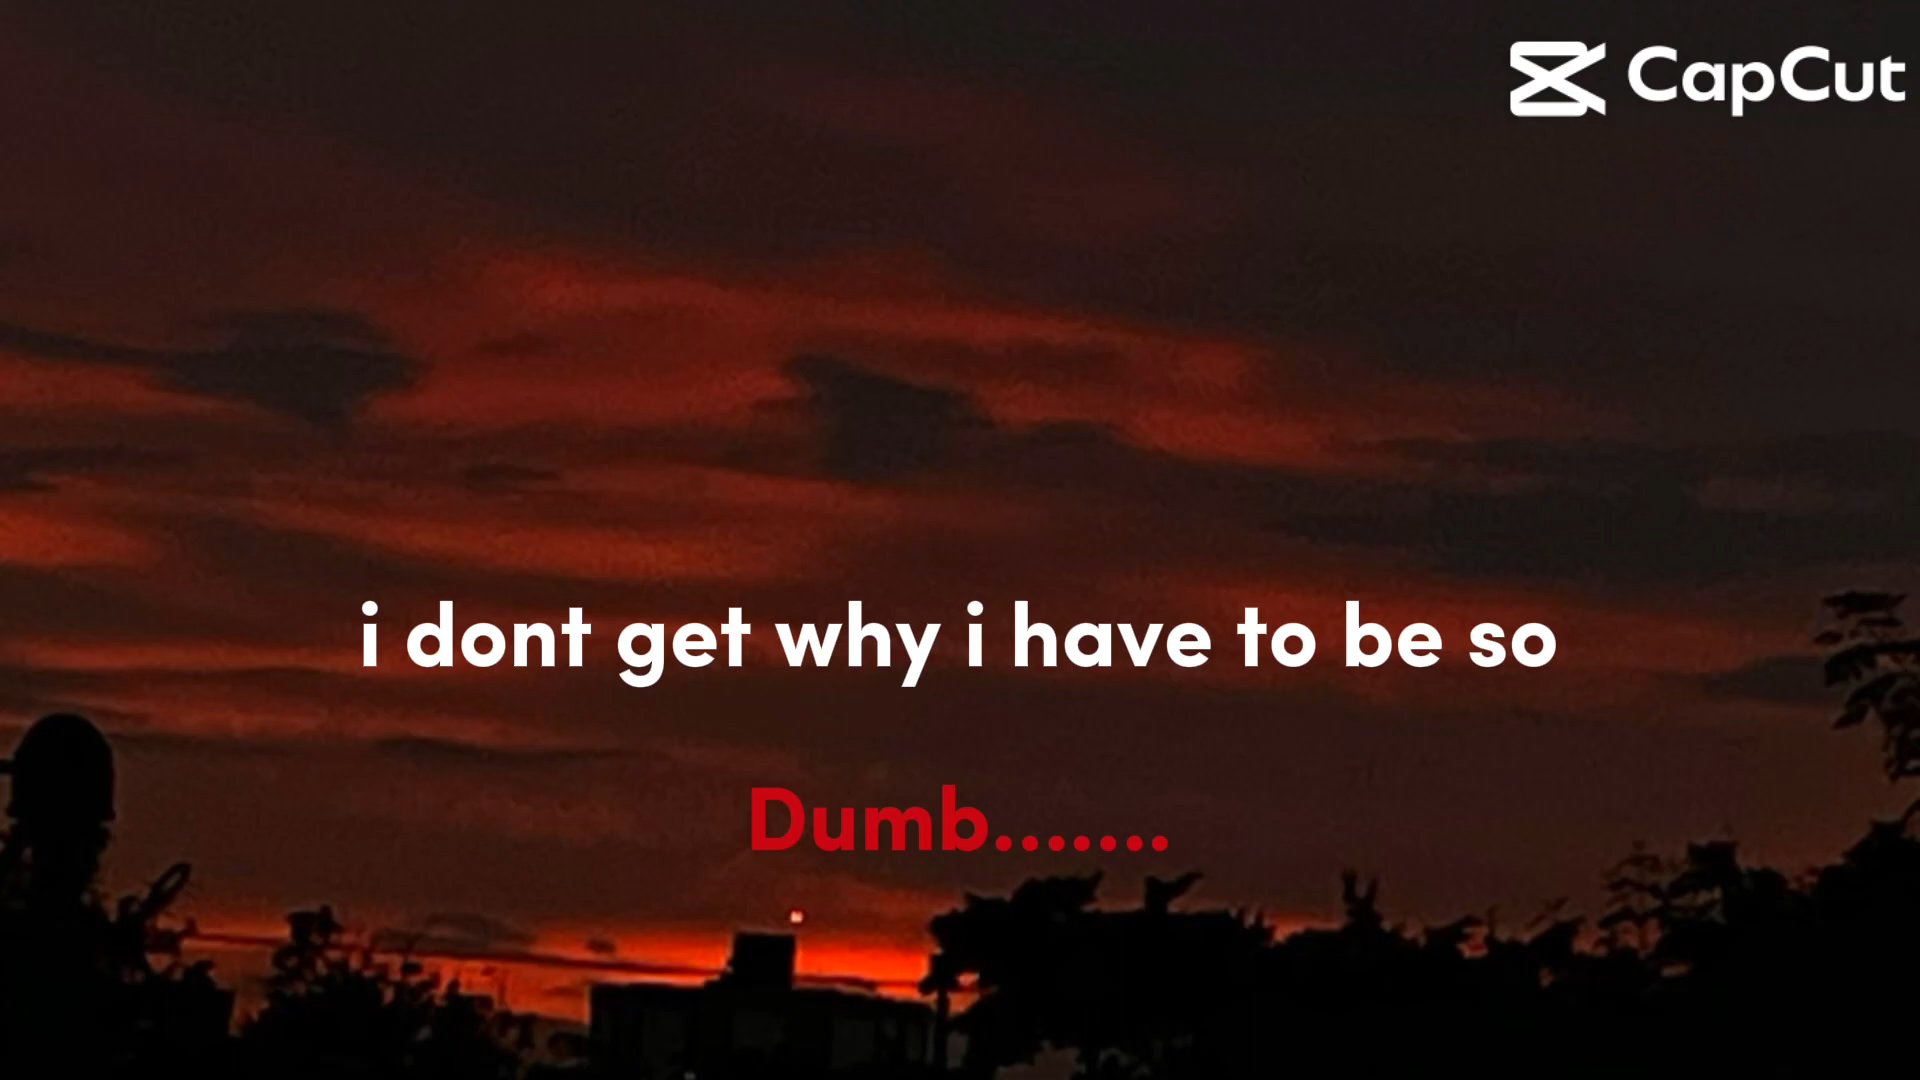 CapCut
i dont get why i have to be so
Dumb.......